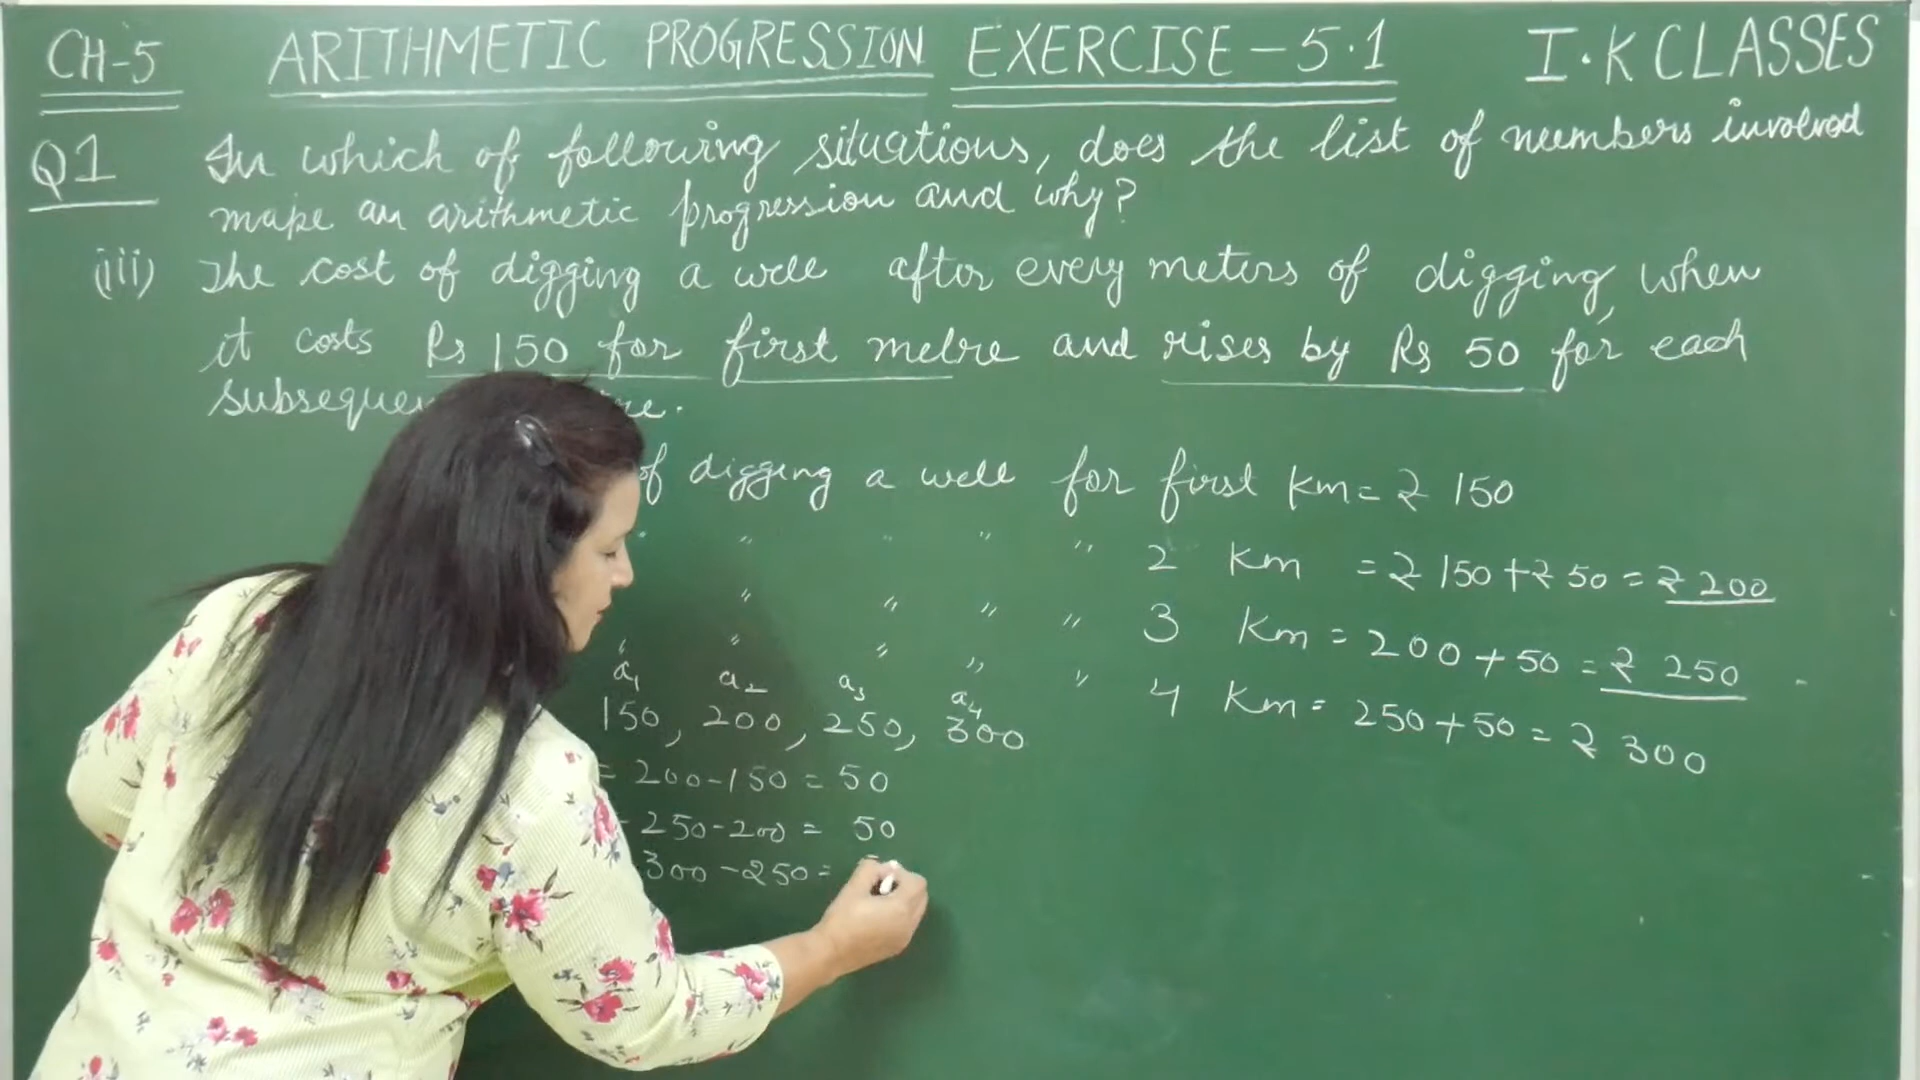 CH-5 ARITHMETIC PROGRESSION EXERCISE-5.1 I.K CLASSES
Q1 In which of following situations, does the list of numbers involved
make an arithmetic progression and why?
(iii) The cost of digging a well after every meters of digging, when
it costs Rs 150 for first metre and rises by Rs 50 for each
of digging a well for first Km = ₹ 150
" " " " " 2 Km = ₹ 150+₹ 50 = ₹ 200
" " " " 3 Km = 200+50 = ₹ 250
" " " " " 4 Km = 250+50 = ₹ 300
a1 a2 a3 a4
150, 200, 250, 300
= 200-150 = 50
250-200 = 50
300-250 =